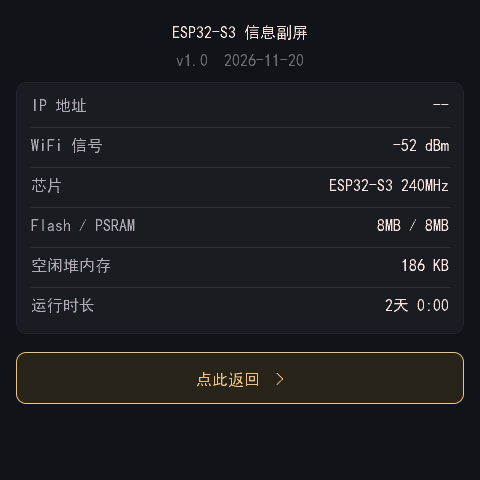 ESP32-S3 信息副屏
v1.0 2026-11-20
IP 地址 --
WiFi 信号 -52 dBm
芯片 ESP32-S3 240MHz
Flash / PSRAM 8MB / 8MB
空闲堆内存 186 KB
运行时长 2天 0:00
点此返回 >